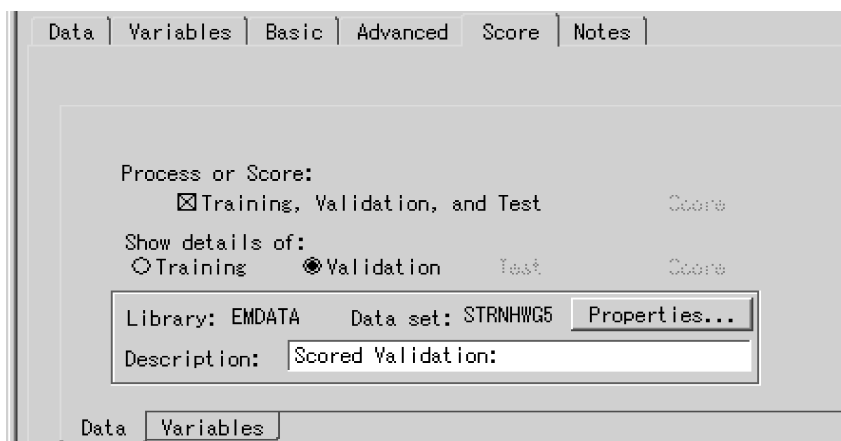 Data Variables Basic Advanced Score Notes
Process or Score:
Training, Validation, and Test Score
Show details of:
Training Validation Test Score
Library: EMDATA Data set: STRNHWG5 Properties...
Description: Scored Validation:
Data Variables